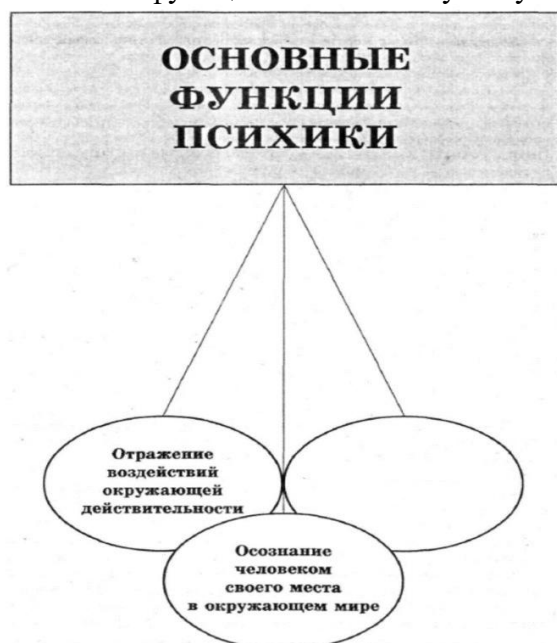 ОСНОВНЫЕ
ФУНКЦИИ
ПСИХИКИ
Отражение
воздействий
окружающей
действительности
Осознание
человеком
своего места
в окружающем мире